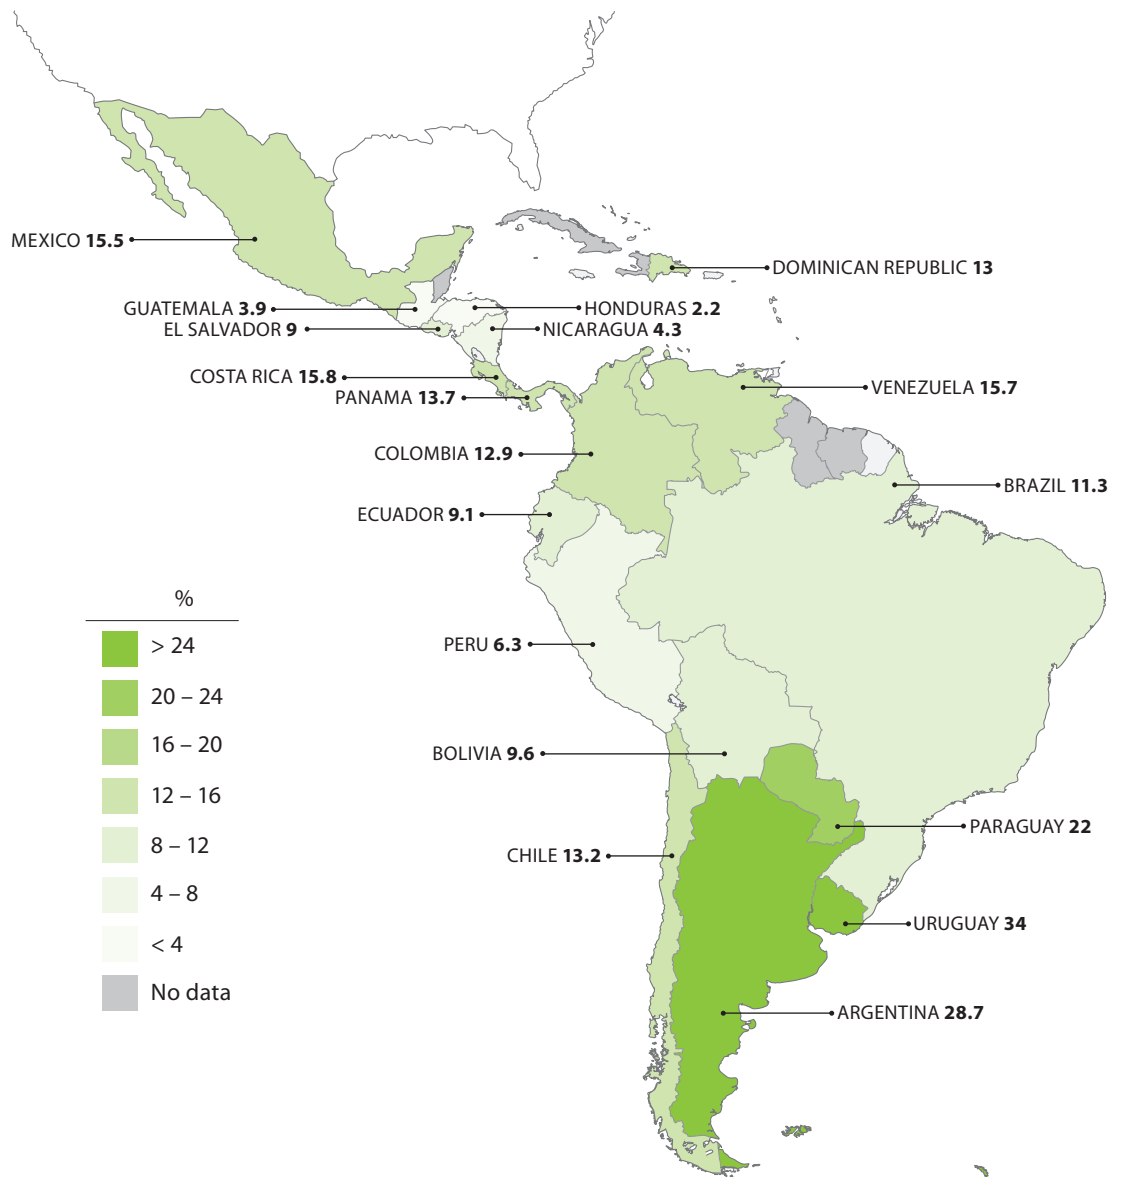 MEXICO 15.5
DOMINICAN REPUBLIC 13
GUATEMALA 3.9
HONDURAS 2.2
EL SALVADOR 9
NICARAGUA 4.3
COSTA RICA 15.8
VENEZUELA 15.7
PANAMA 13.7
COLOMBIA 12.9
BRAZIL 11.3
ECUADOR 9.1
PERU 6.3
BOLIVIA 9.6
PARAGUAY 22
CHILE 13.2
URUGUAY 34
ARGENTINA 28.7
%
> 24
20 – 24
16 – 20
12 – 16
8 – 12
4 – 8
< 4
No data